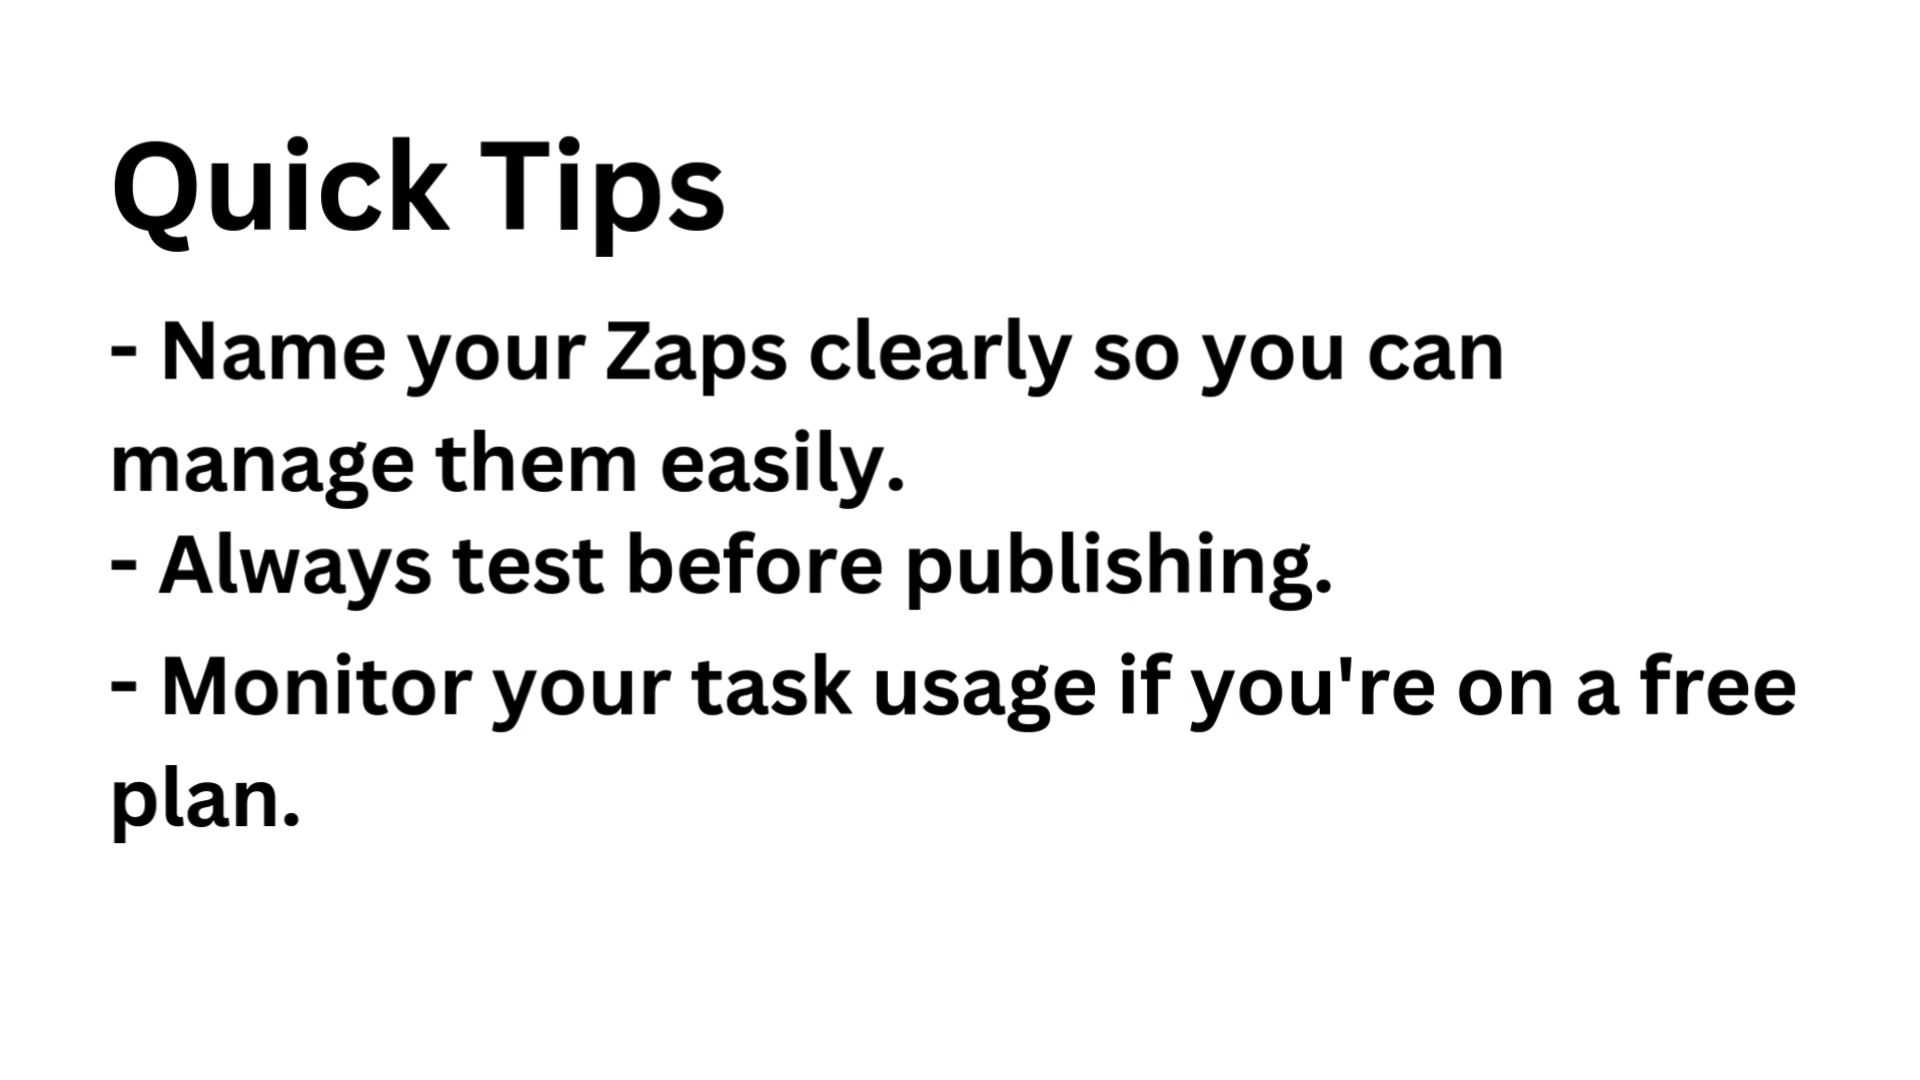 Quick Tips
- Name your Zaps clearly so you can
manage them easily.
- Always test before publishing.
- Monitor your task usage if you're on a free
plan.